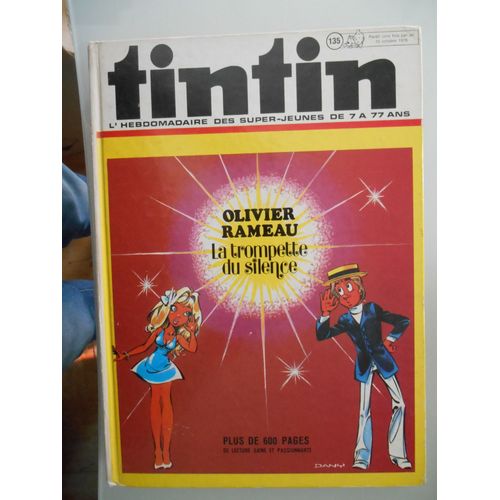 tintin
135
L'HEBDOMADAIRE DES SUPER-JEUNES DE 7 A 77 ANS
OLIVIER
RAMEAU
La trompette
du silence
PLUS DE 600 PAGES
DE LECTURE SAINE ET PASSIONNANTE
DANY